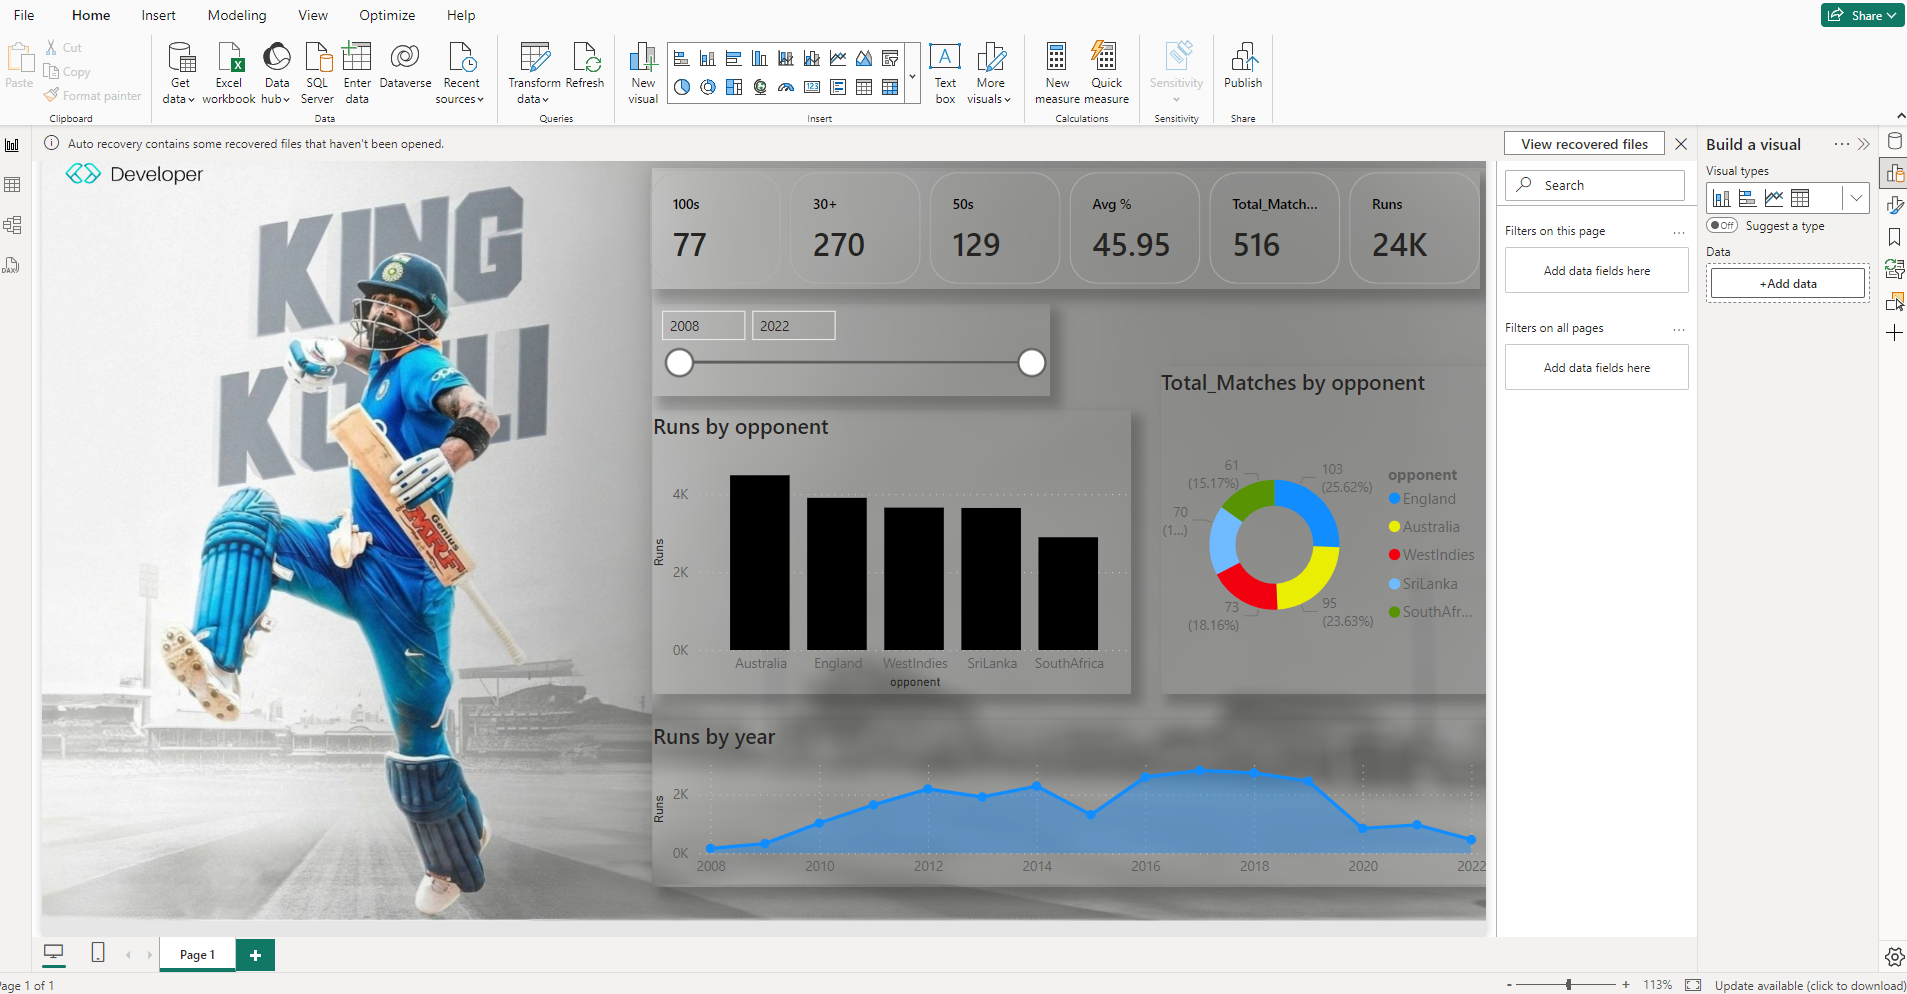 File Home Insert Modeling View Optimize Help
Share
Paste
Cut
Copy
Format painter
Clipboard
Get data
Excel workbook
Data hub
SQL Server
Enter data
Dataverse
Recent sources
Data
Transform data
Refresh
Queries
New visual
123
A
Text box
More visuals
Insert
New measure
Quick measure
Calculations
Sensitivity
Sensitivity
Publish
Share
Auto recovery contains some recovered files that haven't been opened.
View recovered files
DAX
Developer
KING
KOHLI
Genius
MRF
100s
77
30+
270
50s
129
Avg %
45.95
Total_Match...
516
Runs
24K
2008
2022
Runs by opponent
Runs
4K
2K
0K
Australia England WestIndies SriLanka SouthAfrica
opponent
Total_Matches by opponent
61
(15.17%)
103
(25.62%)
70
(1...)
73
(18.16%)
95
(23.63%)
opponent
England
Australia
WestIndies
SriLanka
SouthAfr...
Runs by year
Runs
2K
0K
2008 2010 2012 2014 2016 2018 2020 2022
Search
Filters on this page
...
Add data fields here
Filters on all pages
...
Add data fields here
Build a visual
...
Visual types
Off
Suggest a type
Data
+Add data
Page 1
+
age 1 of 1
- + 113%
Update available (click to download)